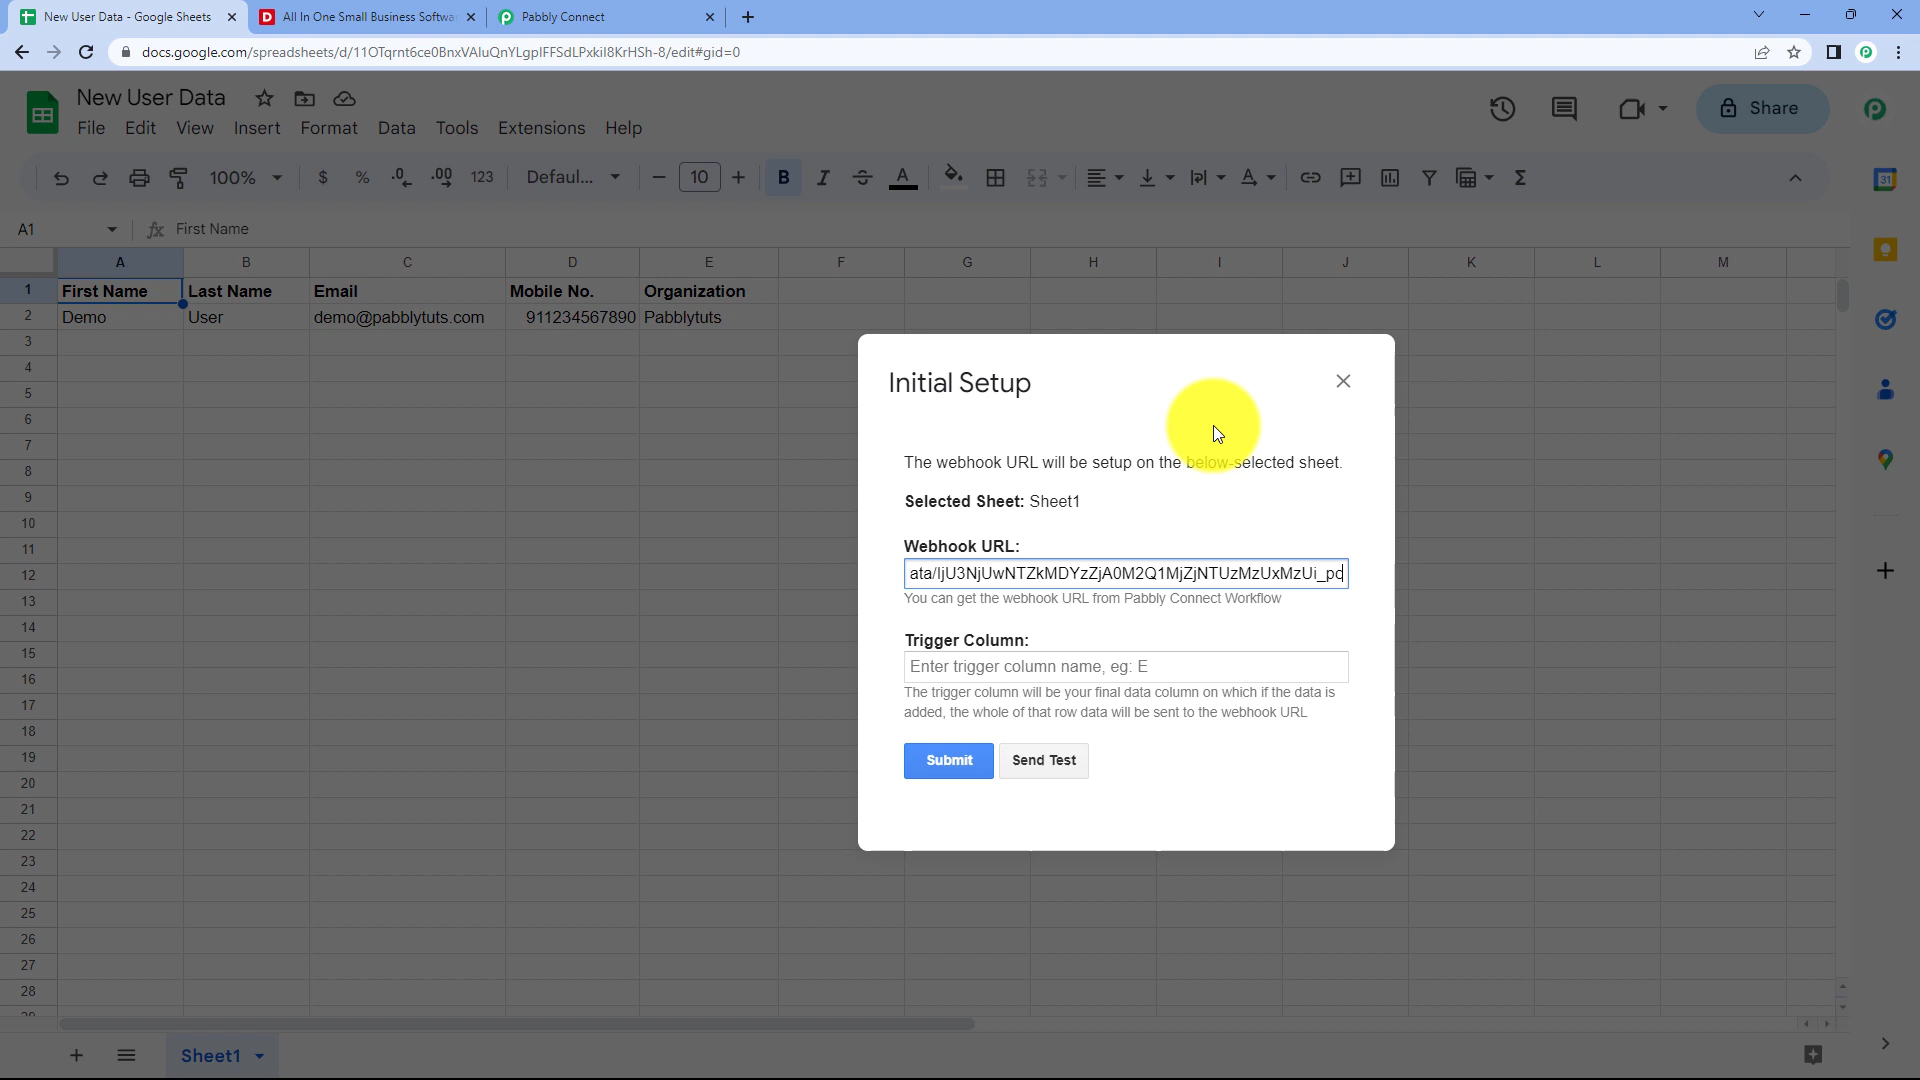 New User Data - Google Sheets
All In One Small Business Softwa
Pabbly Connect
docs.google.com/spreadsheets/d/11OTqrnt6ce0BnxVAluQnYLgplFFSdLPxkil8KrHSh-8/edit#gid=0
New User Data
File Edit View Insert Format Data Tools Extensions Help
Share
100% $ % .0 .00 123 Defaul... 10 B I A
31
A1 fx First Name
A B C D E F G H I J K L M
1 First Name Last Name Email Mobile No. Organization
2 Demo User demo@pabblytuts.com 911234567890 Pabblytuts
3
4
5
6
7
8
9
10
11
12
13
14
15
16
17
18
19
20
21
22
23
24
25
26
27
28
29
Initial Setup
The webhook URL will be setup on the below-selected sheet.
Selected Sheet: Sheet1
Webhook URL:
ata/IjU3NjUwNTZkMDYzZjA0M2Q1MjZjNTUzMzUxMzUi_pc
You can get the webhook URL from Pabbly Connect Workflow
Trigger Column:
Enter trigger column name, eg: E
The trigger column will be your final data column on which if the data is
added, the whole of that row data will be sent to the webhook URL
Submit Send Test
Sheet1